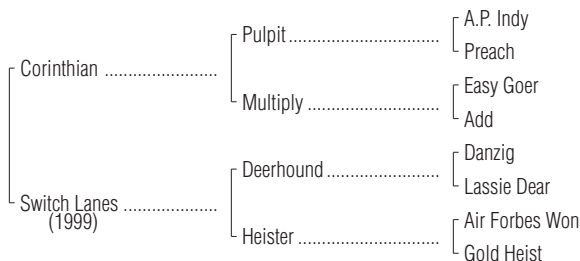 A.P. Indy
Pulpit
Preach
Corinthian
Easy Goer
Multiply
Add
Danzig
Deerhound
Lassie Dear
Switch Lanes
(1999)
Air Forbes Won
Heister
Gold Heist